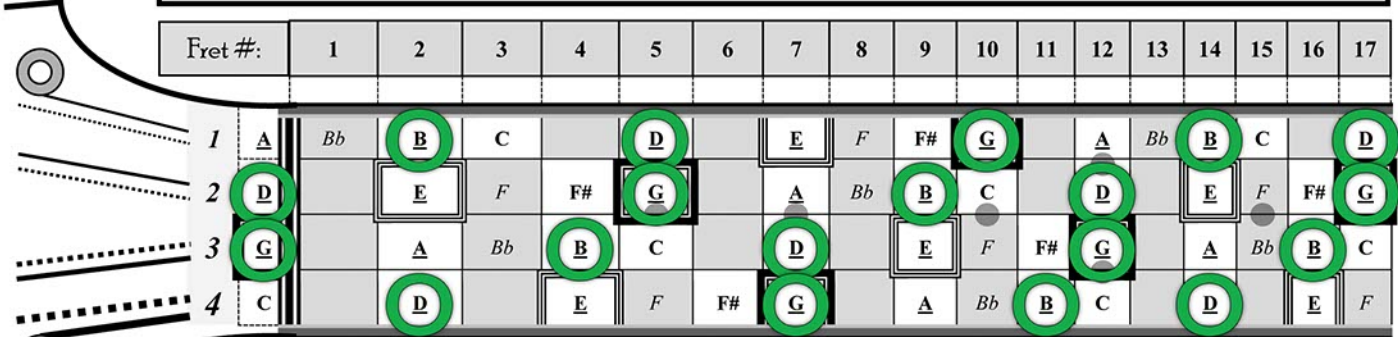 Fret #: 1 2 3 4 5 6 7 8 9 10 11 12 13 14 15 16 17
1 A Bb B C D E F F# G A Bb B C D
2 D E F F# G A Bb B C D E F F# G
3 G A Bb B C D E F F# G A Bb B C
4 C D E F F# G A Bb B C D E F